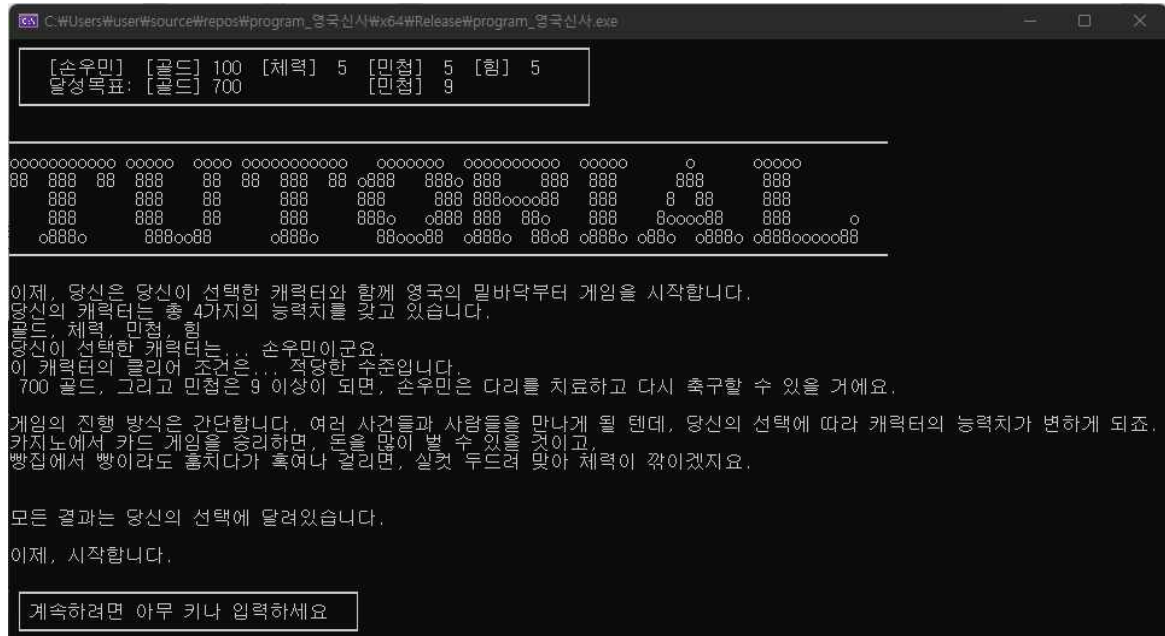 C:₩Users₩user₩source₩repos₩program_영국신사₩x64₩Release₩program_영국신사.exe
[손우민] [골드] 100 [체력] 5 [민첩] 5 [힘] 5
달성목표: [골드] 700 [민첩] 9
TUTORIAL
이제, 당신은 당신이 선택한 캐릭터와 함께 영국의 밑바닥부터 게임을 시작합니다.
당신의 캐릭터는 총 4가지의 능력치를 갖고 있습니다.
골드, 체력, 민첩, 힘
당신이 선택한 캐릭터는... 손우민이군요.
이 캐릭터의 클리어 조건은... 적당한 수준입니다.
700 골드, 그리고 민첩은 9 이상이 되면, 손우민은 다리를 치료하고 다시 축구할 수 있을 거에요.
게임의 진행 방식은 간단합니다. 여러 사건들과 사람들을 만나게 될 텐데, 당신의 선택에 따라 캐릭터의 능력치가 변하게 되죠.
카지노에서 카드 게임을 승리하면, 돈을 많이 벌 수 있을 것이고,
빵집에서 빵이라도 훔치다가 혹여나 걸리면, 실컷 두드려 맞아 체력이 깎이겠지요.
모든 결과는 당신의 선택에 달려있습니다.
이제, 시작합니다.
계속하려면 아무 키나 입력하세요